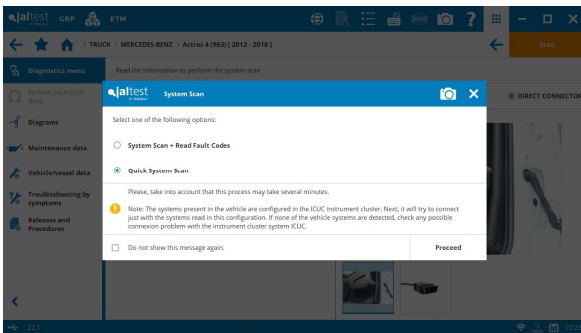 jaltest GRP ETM
TRUCK > MERCEDES-BENZ > Actros 4 (963) [ 2012 - 2018 ]
Scan
Diagnostics menu
Read the information to perform the system scan
System technical data
DIRECT CONNECTOR
Diagrams
Maintenance data
Vehicle/vessel data
Troubleshooting by symptoms
Releases and Procedures
jaltest System Scan
Select one of the following options:
System Scan + Read Fault Codes
Quick System Scan
Please, take into account that this process may take several minutes.
Note: The systems present in the vehicle are configured in the ICUC instrument cluster. Next, it will try to connect
just with the systems read in this configuration. If none of the vehicle systems are detected, check any possible
connexion problem with the instrument cluster system ICUC.
Do not show this message again.
Proceed
22.1